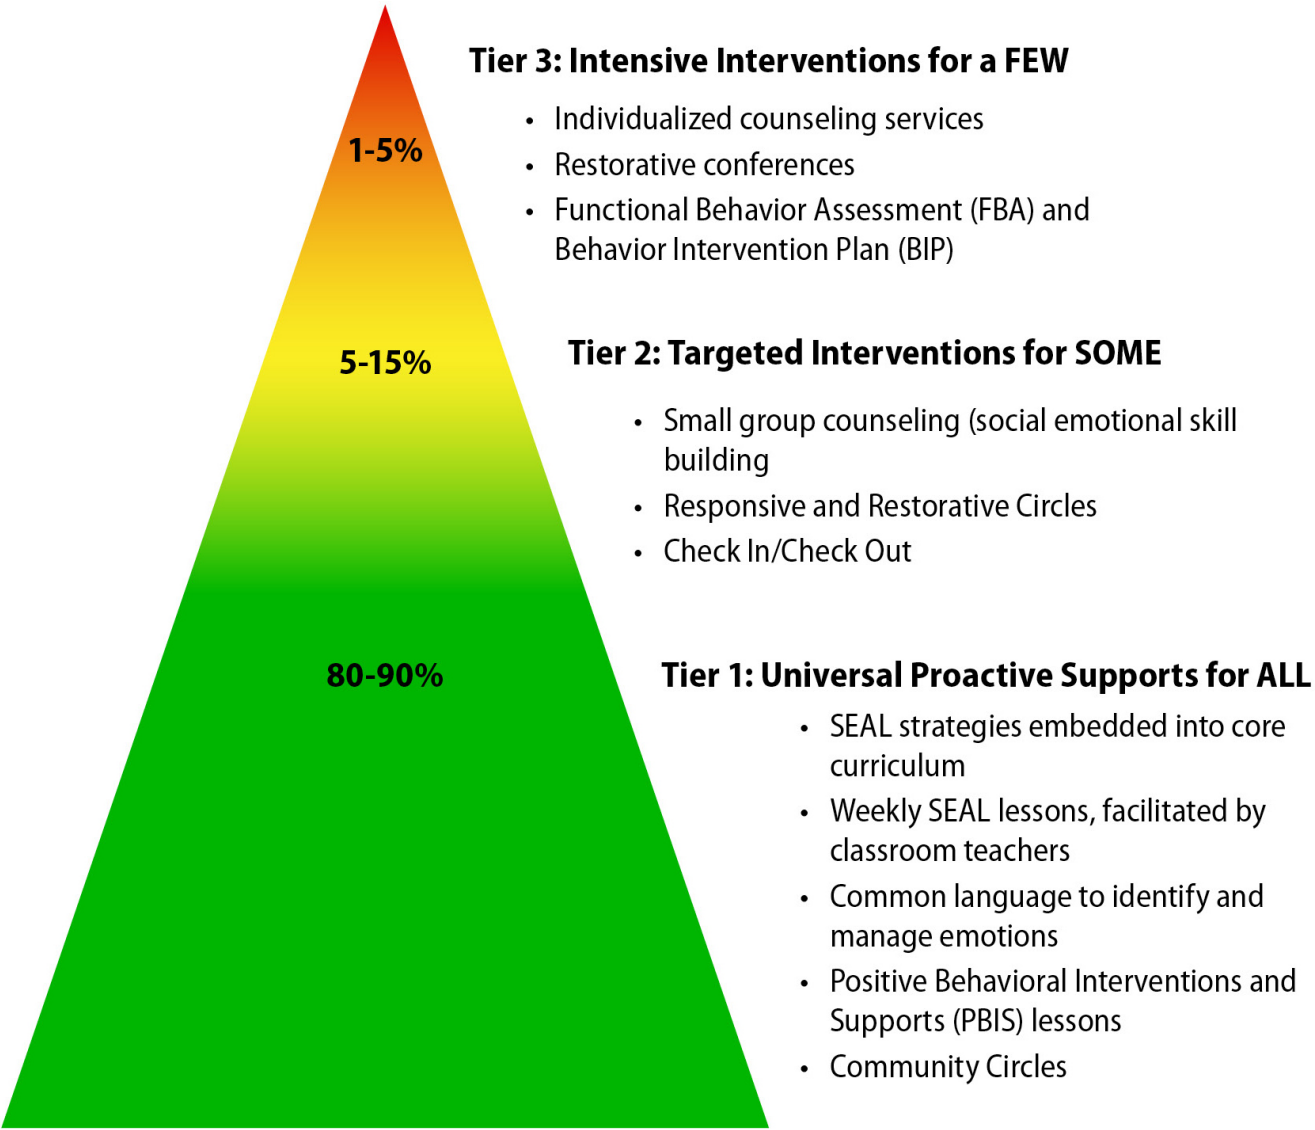 Tier 3: Intensive Interventions for a FEW
• Individualized counseling services
1-5%
• Restorative conferences
• Functional Behavior Assessment (FBA) and
Behavior Intervention Plan (BIP)
5-15%
Tier 2: Targeted Interventions for SOME
• Small group counseling (social emotional skill
building
• Responsive and Restorative Circles
• Check In/Check Out
80-90%
Tier 1: Universal Proactive Supports for ALL
• SEAL strategies embedded into core
curriculum
• Weekly SEAL lessons, facilitated by
classroom teachers
• Common language to identify and
manage emotions
• Positive Behavioral Interventions and
Supports (PBIS) lessons
• Community Circles